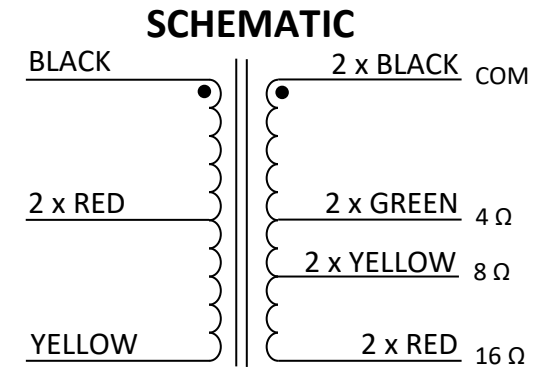 SCHEMATIC
BLACK
2 x BLACK COM
2 x RED
2 x GREEN 4 Ω
2 x YELLOW 8 Ω
YELLOW
2 x RED 16 Ω